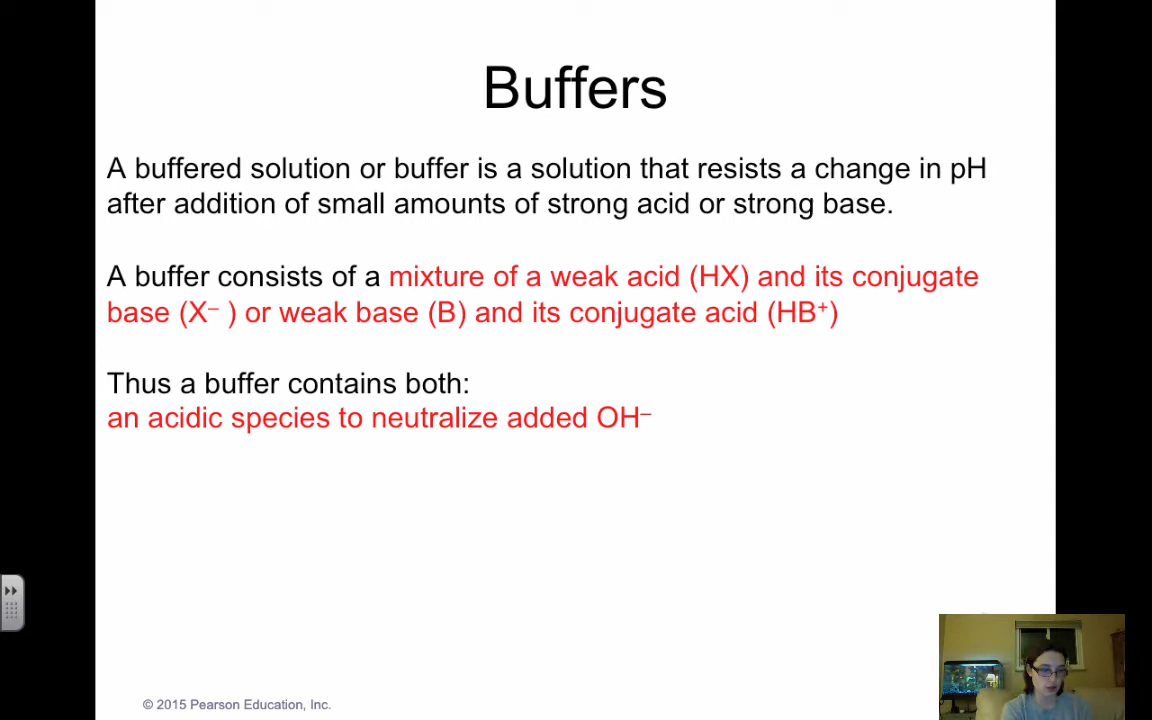 Buffers
A buffered solution or buffer is a solution that resists a change in pH
after addition of small amounts of strong acid or strong base.
A buffer consists of a mixture of a weak acid (HX) and its conjugate
base (X⁻ ) or weak base (B) and its conjugate acid (HB⁺)
Thus a buffer contains both:
an acidic species to neutralize added OH⁻
© 2015 Pearson Education, Inc.